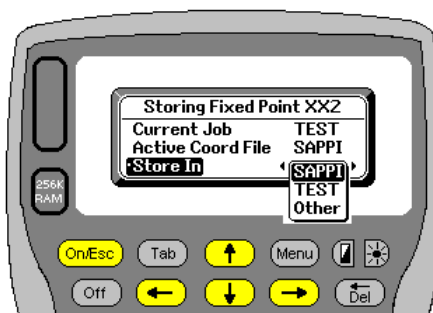 Storing Fixed Point XX2
Current Job TEST
Active Coord File SAPPI
Store In SAPPI
TEST
Other
256K
RAM
On/Esc Tab Menu
Off Del